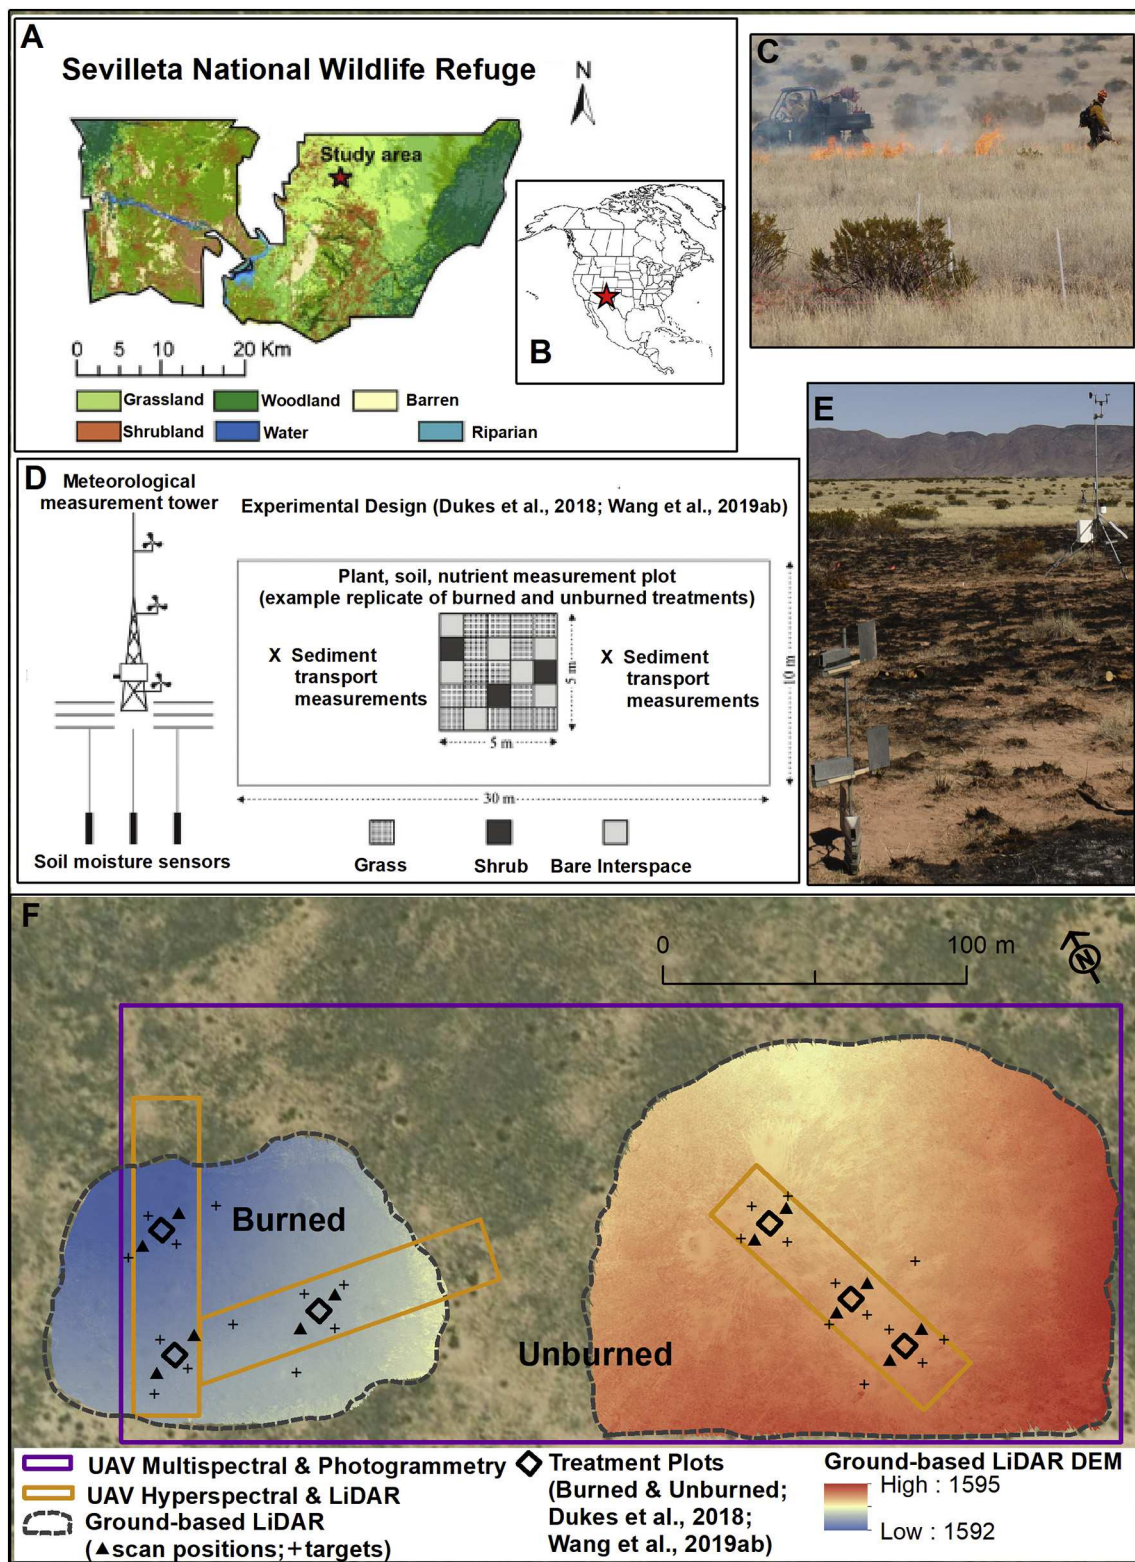 A
Sevilleta National Wildlife Refuge
N
Study area
0 5 10 20 Km
Grassland Woodland Barren
Shrubland Water Riparian
B
C
D
Meteorological
measurement tower
Soil moisture sensors
Experimental Design (Dukes et al., 2018; Wang et al., 2019ab)
Plant, soil, nutrient measurement plot
(example replicate of burned and unburned treatments)
X Sediment
transport
measurements
5 m
5 m
X Sediment
transport
measurements
10 m
30 m
Grass Shrub Bare Interspace
E
F
0 100 m
N
Burned
Unburned
UAV Multispectral & Photogrammetry
UAV Hyperspectral & LiDAR
Ground-based LiDAR
(▲scan positions;+targets)
Treatment Plots
(Burned & Unburned;
Dukes et al., 2018;
Wang et al., 2019ab)
Ground-based LiDAR DEM
High : 1595
Low : 1592